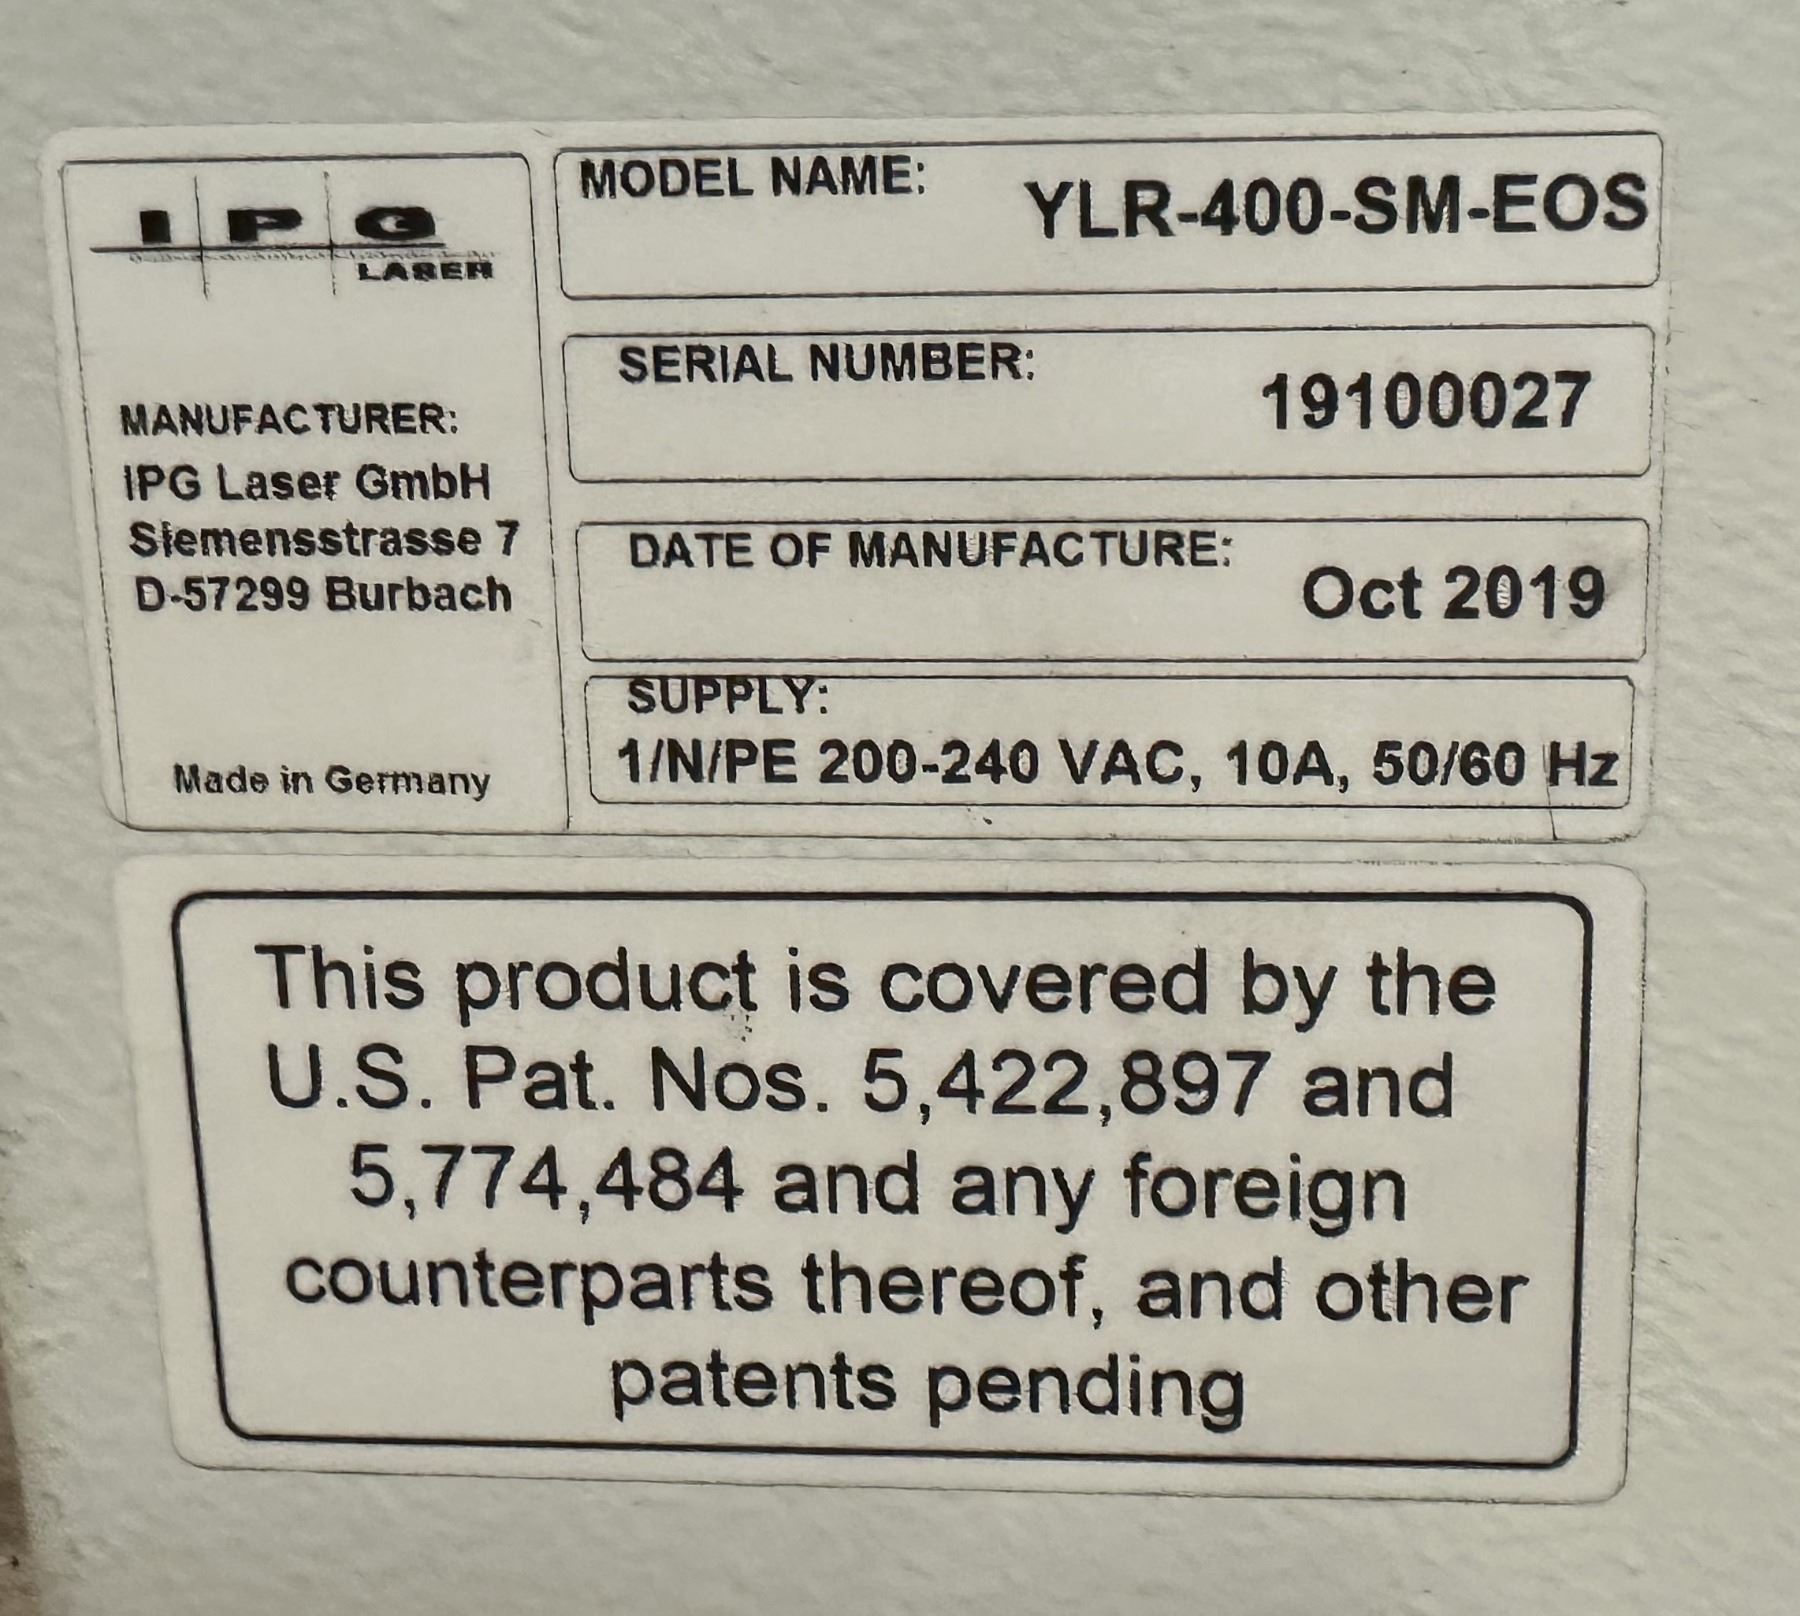 IPG
LASER
MANUFACTURER:
IPG Laser GmbH
Siemensstrasse 7
D-57299 Burbach
Made in Germany
MODEL NAME:
YLR-400-SM-EOS
SERIAL NUMBER:
19100027
DATE OF MANUFACTURE:
Oct 2019
SUPPLY:
1/N/PE 200-240 VAC, 10A, 50/60 Hz
This product is covered by the
U.S. Pat. Nos. 5,422,897 and
5,774,484 and any foreign
counterparts thereof, and other
patents pending